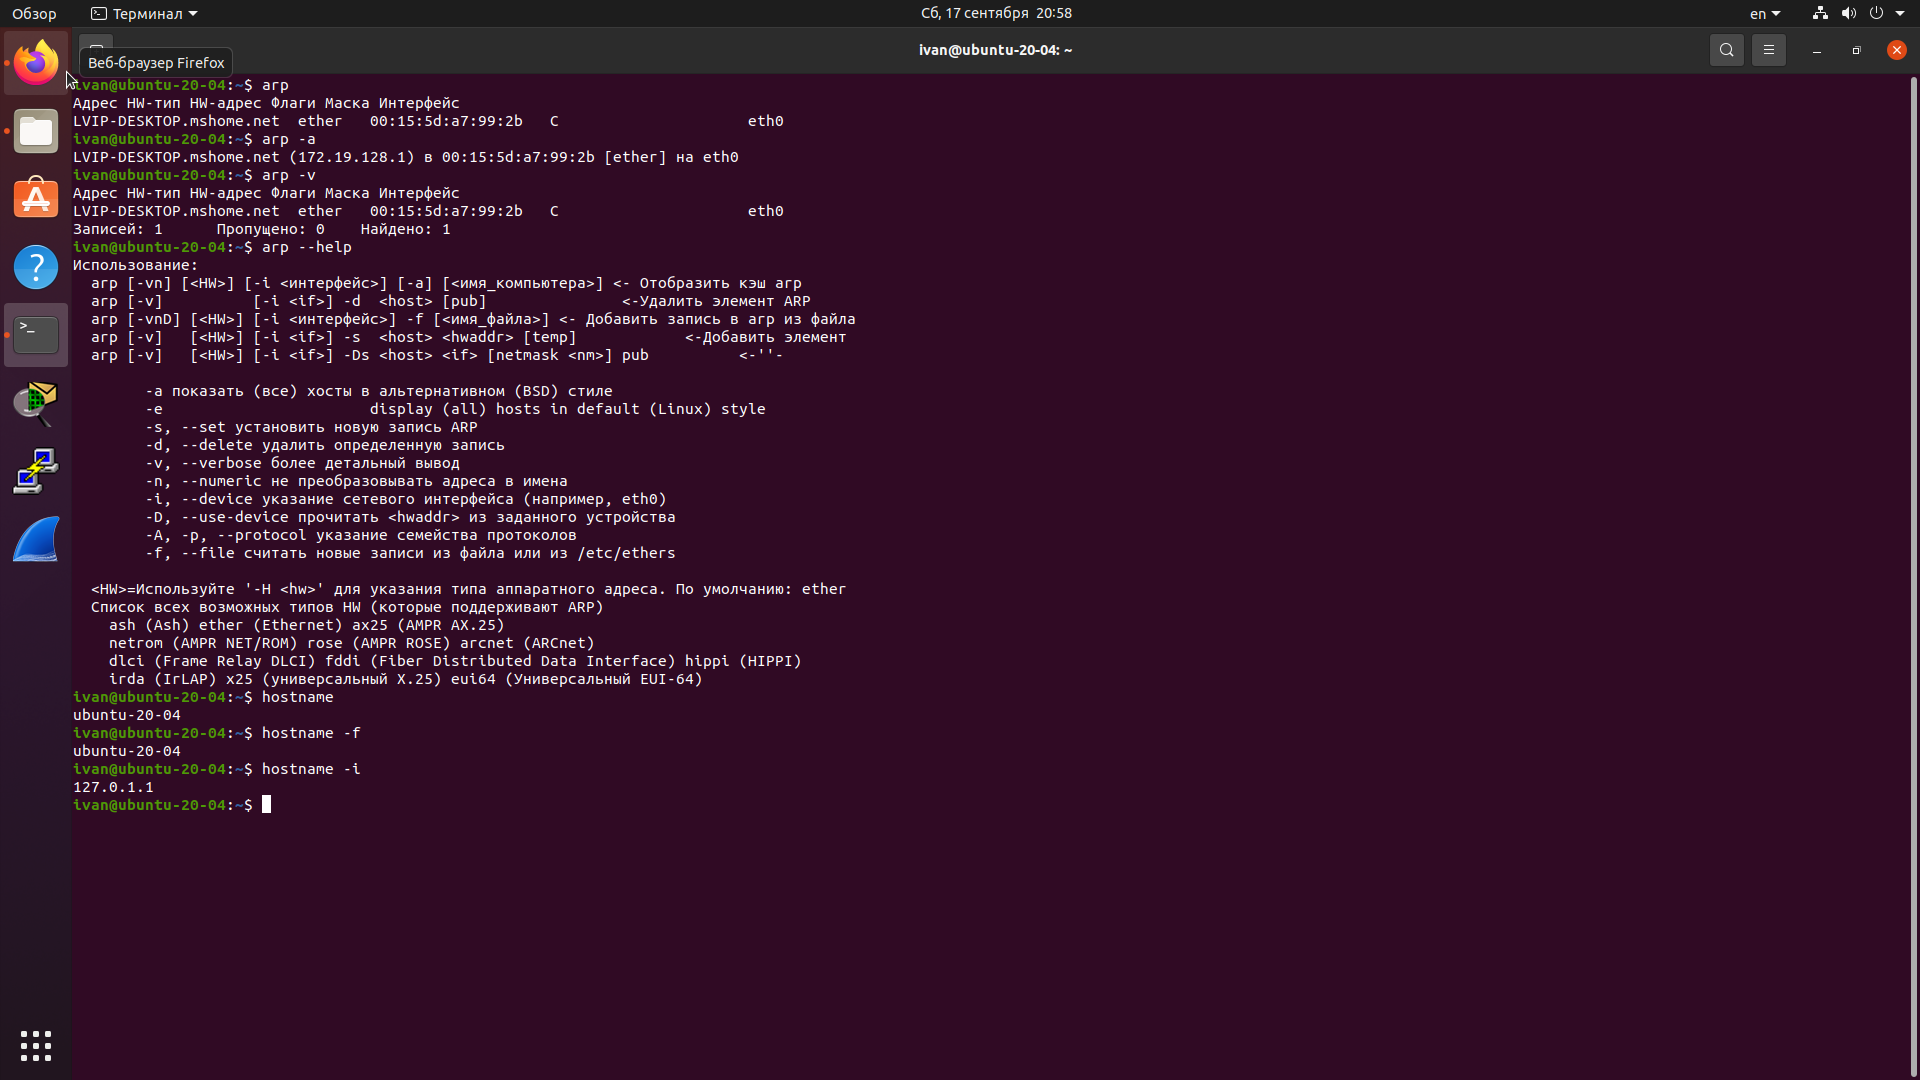 Обзор Терминал Сб, 17 сентября 20:58 en
ivan@ubuntu-20-04: ~
Веб-браузер Firefox
ivan@ubuntu-20-04:~$ arp
Адрес HW-тип HW-адрес Флаги Маска Интерфейс
LVIP-DESKTOP.mshome.net  ether   00:15:5d:a7:99:2b   C                     eth0
ivan@ubuntu-20-04:~$ arp -a
LVIP-DESKTOP.mshome.net (172.19.128.1) в 00:15:5d:a7:99:2b [ether] на eth0
ivan@ubuntu-20-04:~$ arp -v
Адрес HW-тип HW-адрес Флаги Маска Интерфейс
LVIP-DESKTOP.mshome.net  ether   00:15:5d:a7:99:2b   C                     eth0
Записей: 1      Пропущено: 0    Найдено: 1
ivan@ubuntu-20-04:~$ arp --help
Использование:
  arp [-vn] [<HW>] [-i <интерфейс>] [-a] [<имя_компьютера>] <- Отобразить кэш arp
  arp [-v]          [-i <if>] -d  <host> [pub]               <-Удалить элемент ARP
  arp [-vnD] [<HW>] [-i <интерфейс>] -f [<имя_файла>] <- Добавить запись в arp из файла
  arp [-v]   [<HW>] [-i <if>] -s  <host> <hwaddr> [temp]            <-Добавить элемент
  arp [-v]   [<HW>] [-i <if>] -Ds <host> <if> [netmask <nm>] pub          <-''-
        -a показать (все) хосты в альтернативном (BSD) стиле
        -e                       display (all) hosts in default (Linux) style
        -s, --set установить новую запись ARP
        -d, --delete удалить определенную запись
        -v, --verbose более детальный вывод
        -n, --numeric не преобразовывать адреса в имена
        -i, --device указание сетевого интерфейса (например, eth0)
        -D, --use-device прочитать <hwaddr> из заданного устройства
        -A, -p, --protocol указание семейства протоколов
        -f, --file считать новые записи из файла или из /etc/ethers
  <HW>=Используйте '-H <hw>' для указания типа аппаратного адреса. По умолчанию: ether
  Список всех возможных типов HW (которые поддерживают ARP)
    ash (Ash) ether (Ethernet) ax25 (AMPR AX.25)
    netrom (AMPR NET/ROM) rose (AMPR ROSE) arcnet (ARCnet)
    dlci (Frame Relay DLCI) fddi (Fiber Distributed Data Interface) hippi (HIPPI)
    irda (IrLAP) x25 (универсальный X.25) eui64 (Универсальный EUI-64)
ivan@ubuntu-20-04:~$ hostname
ubuntu-20-04
ivan@ubuntu-20-04:~$ hostname -f
ubuntu-20-04
ivan@ubuntu-20-04:~$ hostname -i
127.0.1.1
ivan@ubuntu-20-04:~$